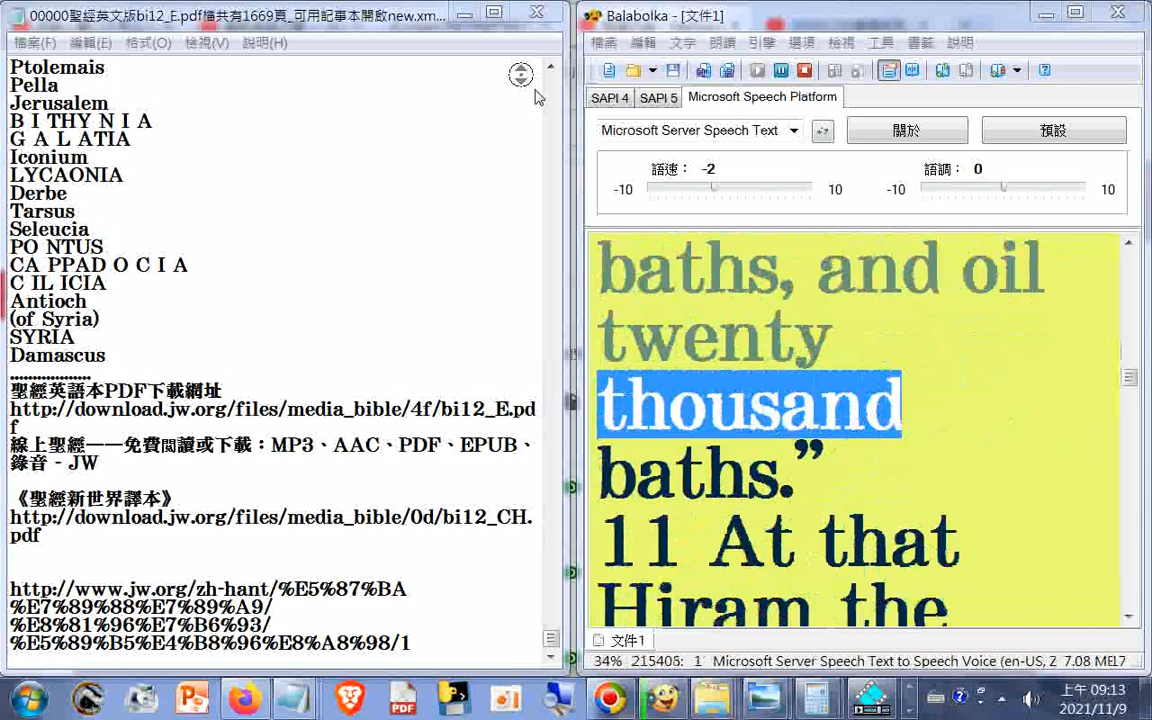 00000聖經英文版bi12_E.pdf檔共有1669頁_可用記事本開啟new.xm...
檔案(F) 編輯(E) 格式(O) 檢視(V) 說明(H)
Ptolemais
Pella
Jerusalem
B I THY N I A
G A L ATIA
Iconium
LYCAONIA
Derbe
Tarsus
Seleucia
PO NTUS
CA PPAD O C I A
C IL ICIA
Antioch
(of Syria)
SYRIA
Damascus
..................
聖經英語本PDF下載網址
http://download.jw.org/files/media_bible/4f/bi12_E.pd
f
線上聖經——免費閱讀或下載：MP3、AAC、PDF、EPUB、
錄音 - JW
《聖經新世界譯本》
http://download.jw.org/files/media_bible/0d/bi12_CH.
pdf
http://www.jw.org/zh-hant/%E5%87%BA
%E7%89%88%E7%89%A9/
%E8%81%96%E7%B6%93/
%E5%89%B5%E4%B8%96%E8%A8%98/1
Balabolka - [文件1]
檔案 編輯 文字 朗讀 引擎 選項 檢視 工具 書籤 說明
SAPI 4 SAPI 5 Microsoft Speech Platform
Microsoft Server Speech Text 關於 預設
語速： -2 語調： 0
-10 10 -10 10
baths, and oil
twenty
thousand
baths.”
11 At that
Hiram the
文件1
34% 215408: 1 Microsoft Server Speech Text to Speech Voice (en-US, Z 7.08 MB
上午 09:13
2021/11/9